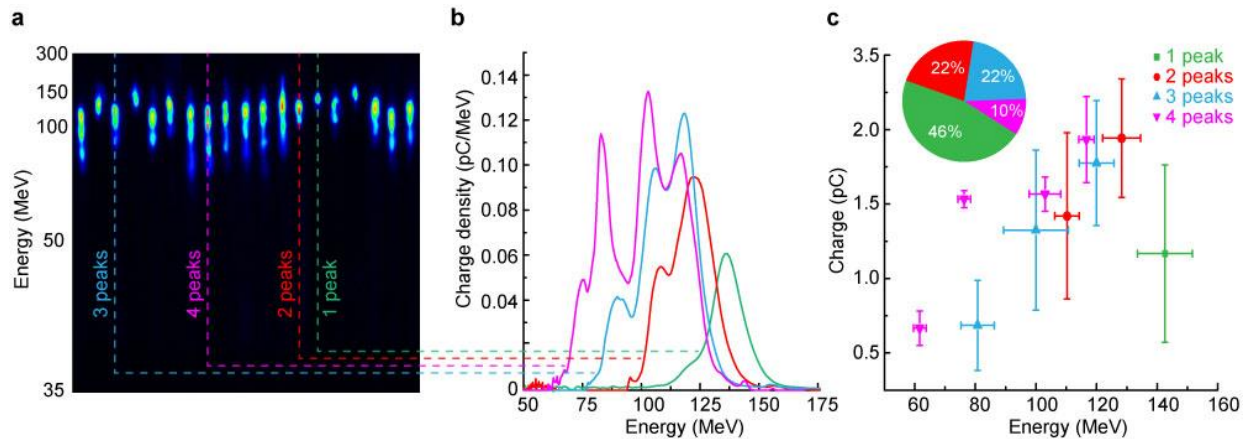 a
300
150
100
50
35
Energy (MeV)
3 peaks
4 peaks
2 peaks
1 peak
b
0.14
0.12
0.10
0.08
0.06
0.04
0.02
0
Charge density (pC/MeV)
50
75
100
125
150
175
Energy (MeV)
c
3.5
2.0
1.5
1.0
0.5
Charge (pC)
22%
22%
10%
46%
1 peak
2 peaks
3 peaks
4 peaks
60
80
100
120
140
160
Energy (MeV)